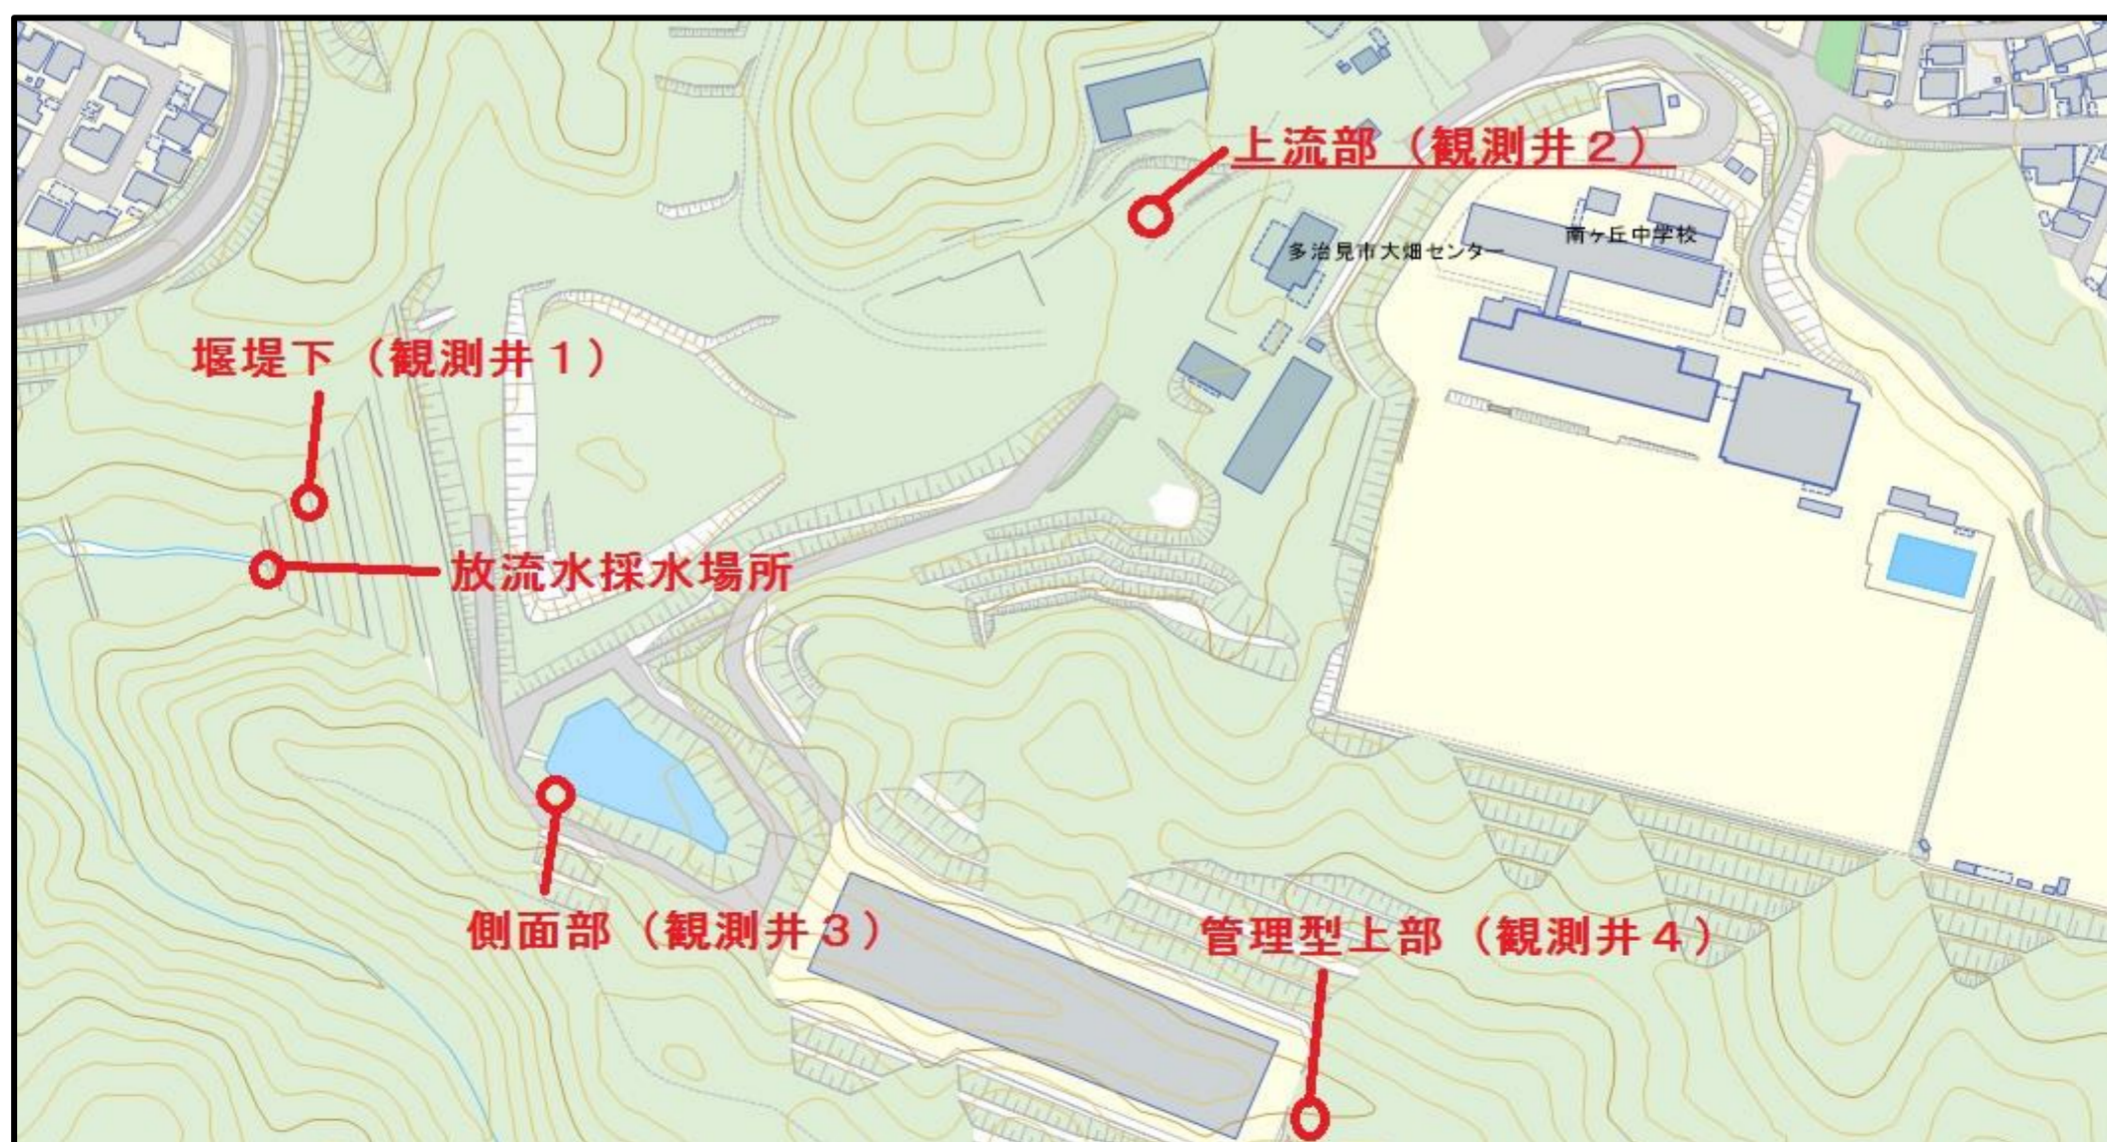 上流部（観測井２）
南ヶ丘中学校
多治見市大畑センター
堰堤下（観測井１）
放流水採水場所
側面部（観測井３）
管理型上部（観測井４）